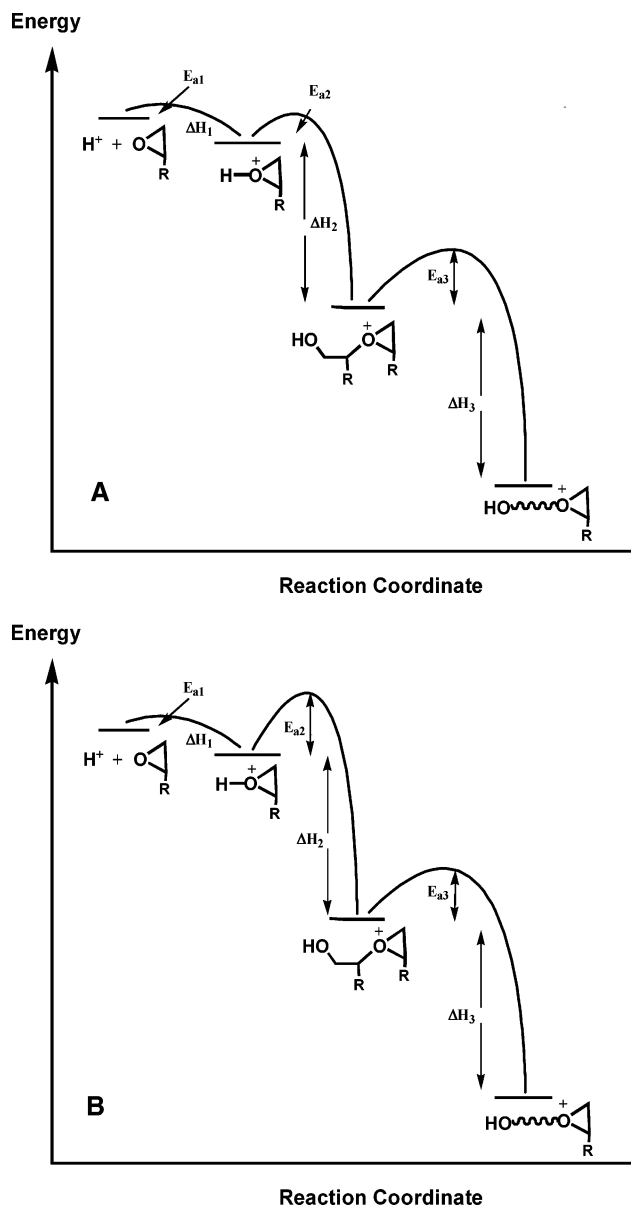 Energy
Ea1
Ea2
ΔH1
H+ + O
R
H–O+
R
ΔH2
Ea3
HO
O+
R
R
ΔH3
A
HO
O+
R
Reaction Coordinate
Energy
Ea1
ΔH1
Ea2
H+ + O
R
H–O+
R
ΔH2
Ea3
HO
O+
R
R
ΔH3
B
HO
O+
R
Reaction Coordinate